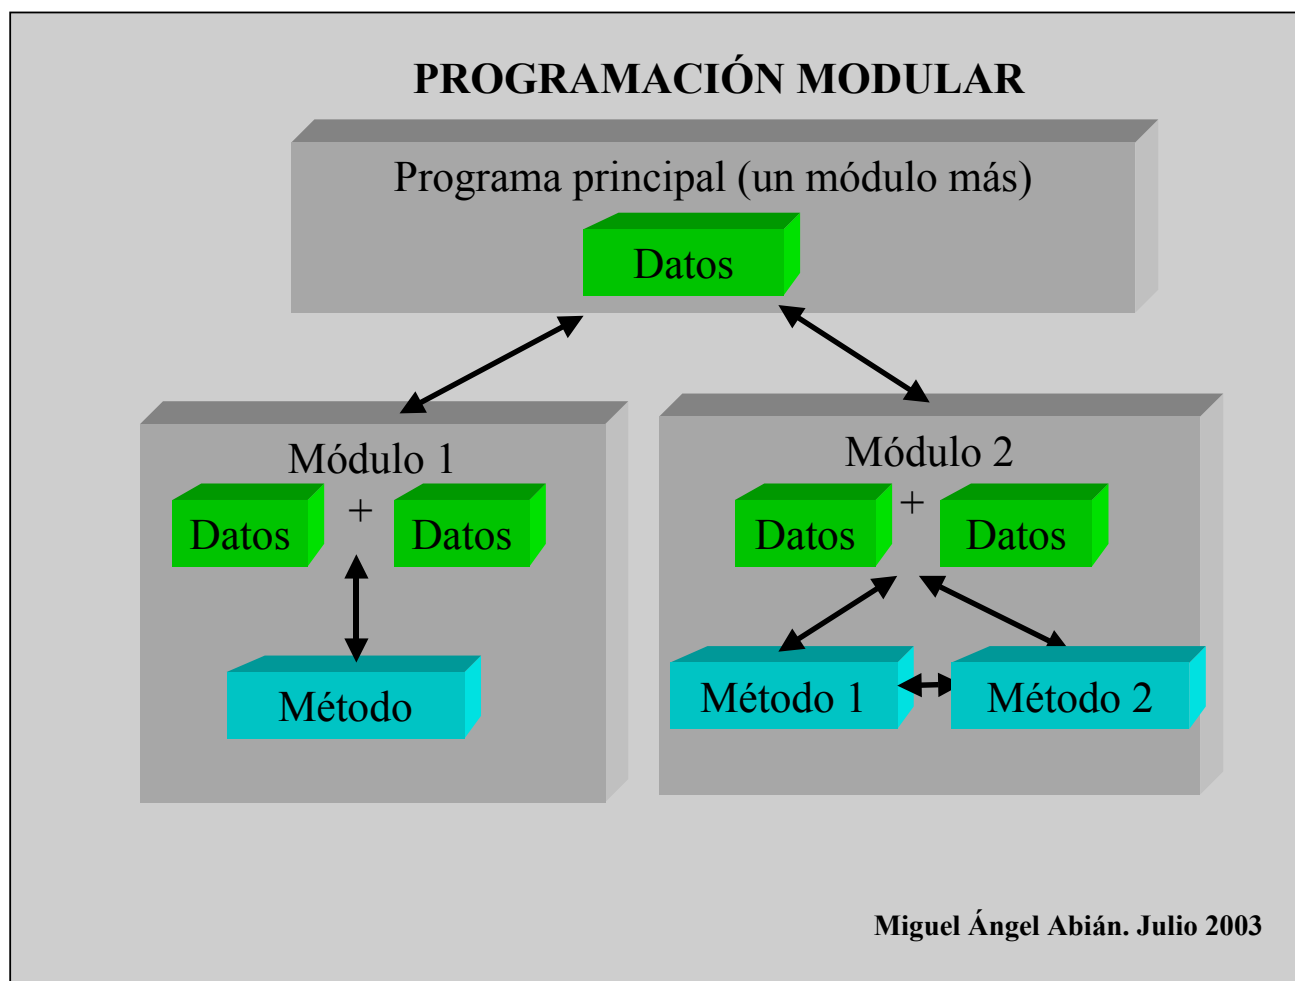 PROGRAMACIÓN MODULAR
Programa principal (un módulo más)
Datos
Módulo 1
Datos + Datos
Método
Módulo 2
Datos + Datos
Método 1
Método 2
Miguel Ángel Abián. Julio 2003